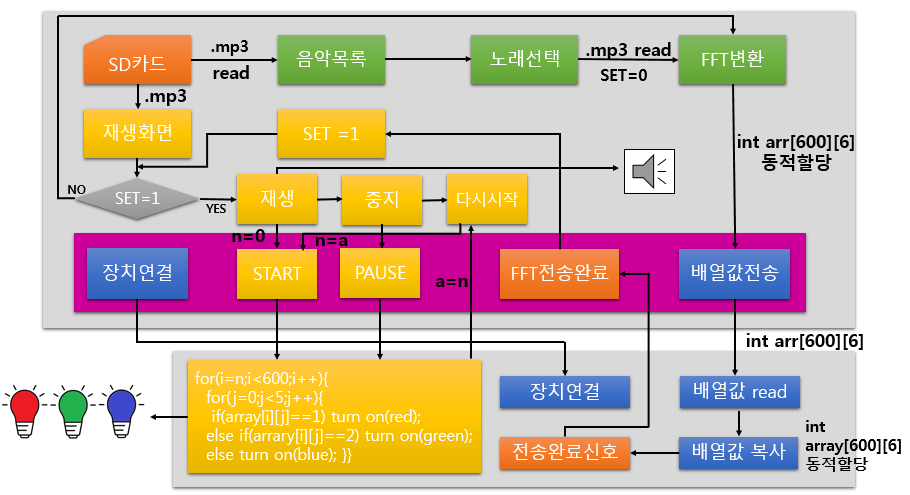 SD카드
.mp3
read
음악목록
노래선택
.mp3 read
SET=0
FFT변환
.mp3
재생화면
SET =1
int arr[600][6]
동적할당
NO
SET=1
YES
재생
중지
다시시작
n=0
n=a
장치연결
START
PAUSE
a=n
FFT전송완료
배열값전송
int arr[600][6]
for(i=n;i<600;i++){
for(j=0;j<5;j++){
if(array[i][j]==1) turn on(red);
else if(arrary[i][j]==2) turn on(green);
else turn on(blue); }}
장치연결
배열값 read
전송완료신호
배열값 복사
int
array[600][6]
동적할당